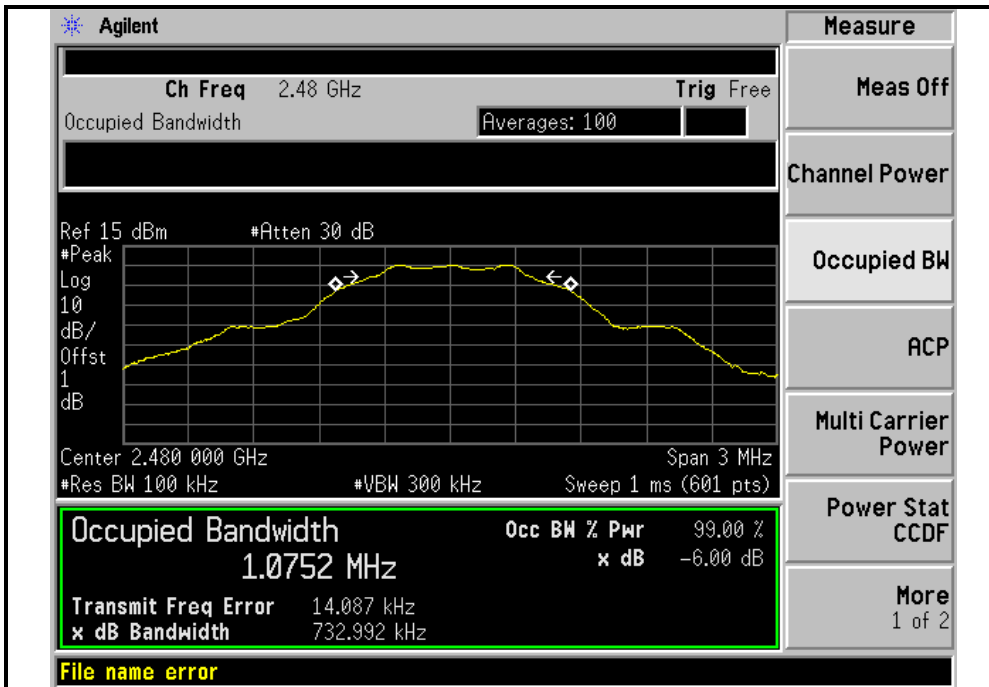 Agilent
Measure
Ch Freq 2.48 GHz Trig Free
Meas Off
Occupied Bandwidth Averages: 100
Channel Power
Ref 15 dBm #Atten 30 dB
#Peak
Log
10
dB/
Offst
1
dB
Occupied BW
ACP
Multi Carrier
Power
Center 2.480 000 GHz Span 3 MHz
#Res BW 100 kHz #VBW 300 kHz Sweep 1 ms (601 pts)
Power Stat
CCDF
Occupied Bandwidth Occ BW % Pwr 99.00 %
1.0752 MHz x dB -6.00 dB
Transmit Freq Error 14.087 kHz
x dB Bandwidth 732.992 kHz
More
1 of 2
File name error